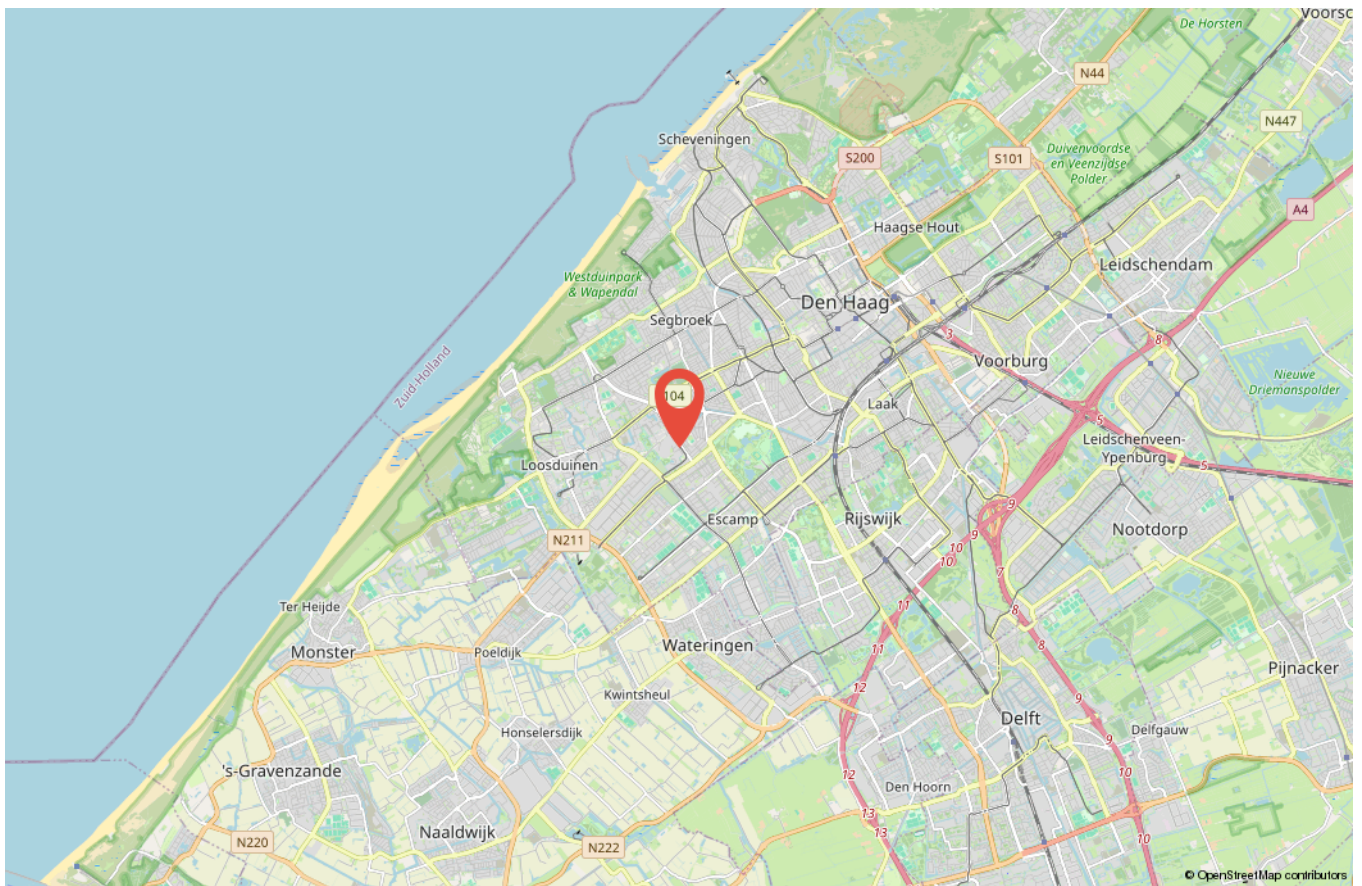 Voorsc
De Horsten
N44
N447
Scheveningen
S200
S101
Duivenvoordse
en Veenzijdse
Polder
A4
Haagse Hout
Leidschendam
Westduinpark
& Wapendal
Den Haag
Segbroek
3
8
Zuid-Holland
Voorburg
Nieuwe
Driemanspolder
104
Laak
5
Leidschenveen-
Ypenburg
Loosduinen
5
9
Escamp
Rijswijk
9
Nootdorp
N211
10
10
7
Ter Heijde
11
8
Wateringen
8
Monster
Poeldijk
11
Pijnacker
12
Kwintsheul
9
Delft
Delfgauw
Honselersdijk
9
's-Gravenzande
12
10
Den Hoorn
13
13
Naaldwijk
N220
N222
10
© OpenStreetMap contributors